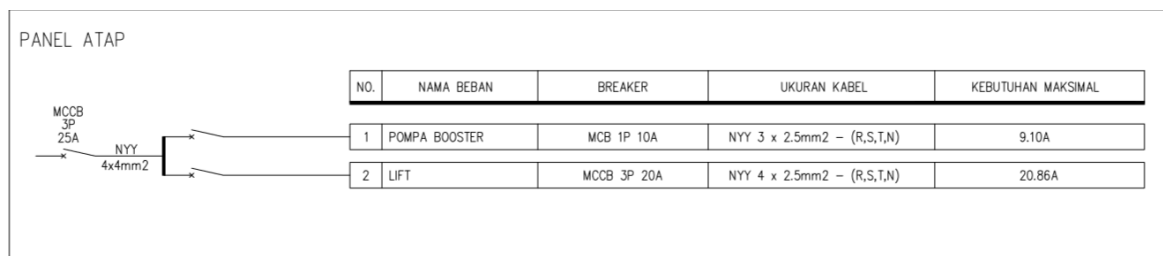 PANEL ATAP
NO. NAMA BEBAN BREAKER UKURAN KABEL KEBUTUHAN MAKSIMAL
MCCB
3P
25A
NYY
4x4mm2
1 POMPA BOOSTER MCB 1P 10A NYY 3 x 2.5mm2 – (R,S,T,N) 9.10A
2 LIFT MCCB 3P 20A NYY 4 x 2.5mm2 – (R,S,T,N) 20.86A